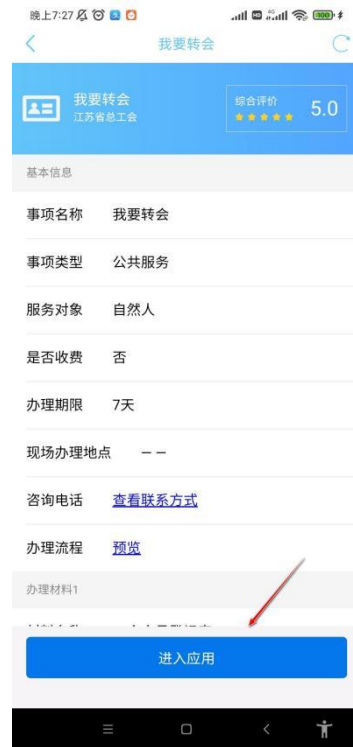 晚上7:27
我要转会
我要转会
江苏省总工会
综合评价
5.0
基本信息
事项名称 我要转会
事项类型 公共服务
服务对象 自然人
是否收费 否
办理期限 7天
现场办理地点 — —
咨询电话 查看联系方式
办理流程 预览
办理材料1
进入应用